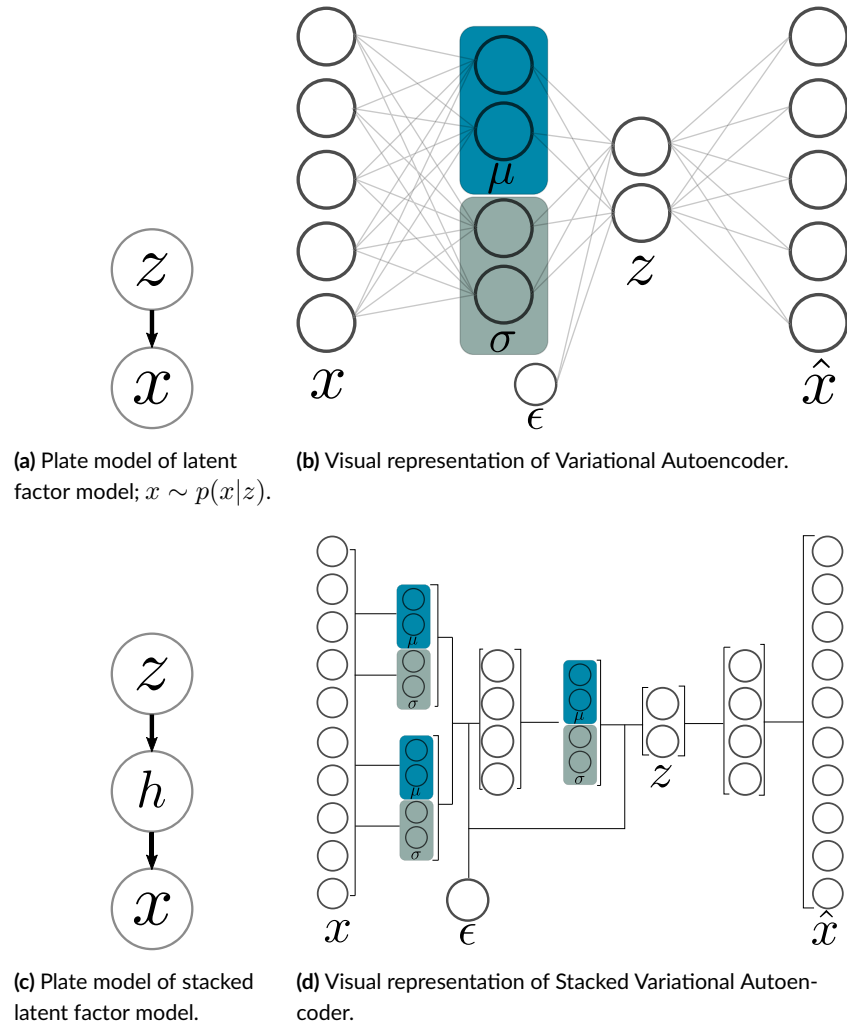 z
x
μ
σ
x
z
ϵ
x̂
(a) Plate model of latent
factor model; x ∼ p(x|z).
(b) Visual representation of Variational Autoencoder.
z
h
x
μ
σ
μ
σ
μ
σ
z
x
ϵ
x̂
(c) Plate model of stacked
latent factor model.
(d) Visual representation of Stacked Variational Autoen-
coder.